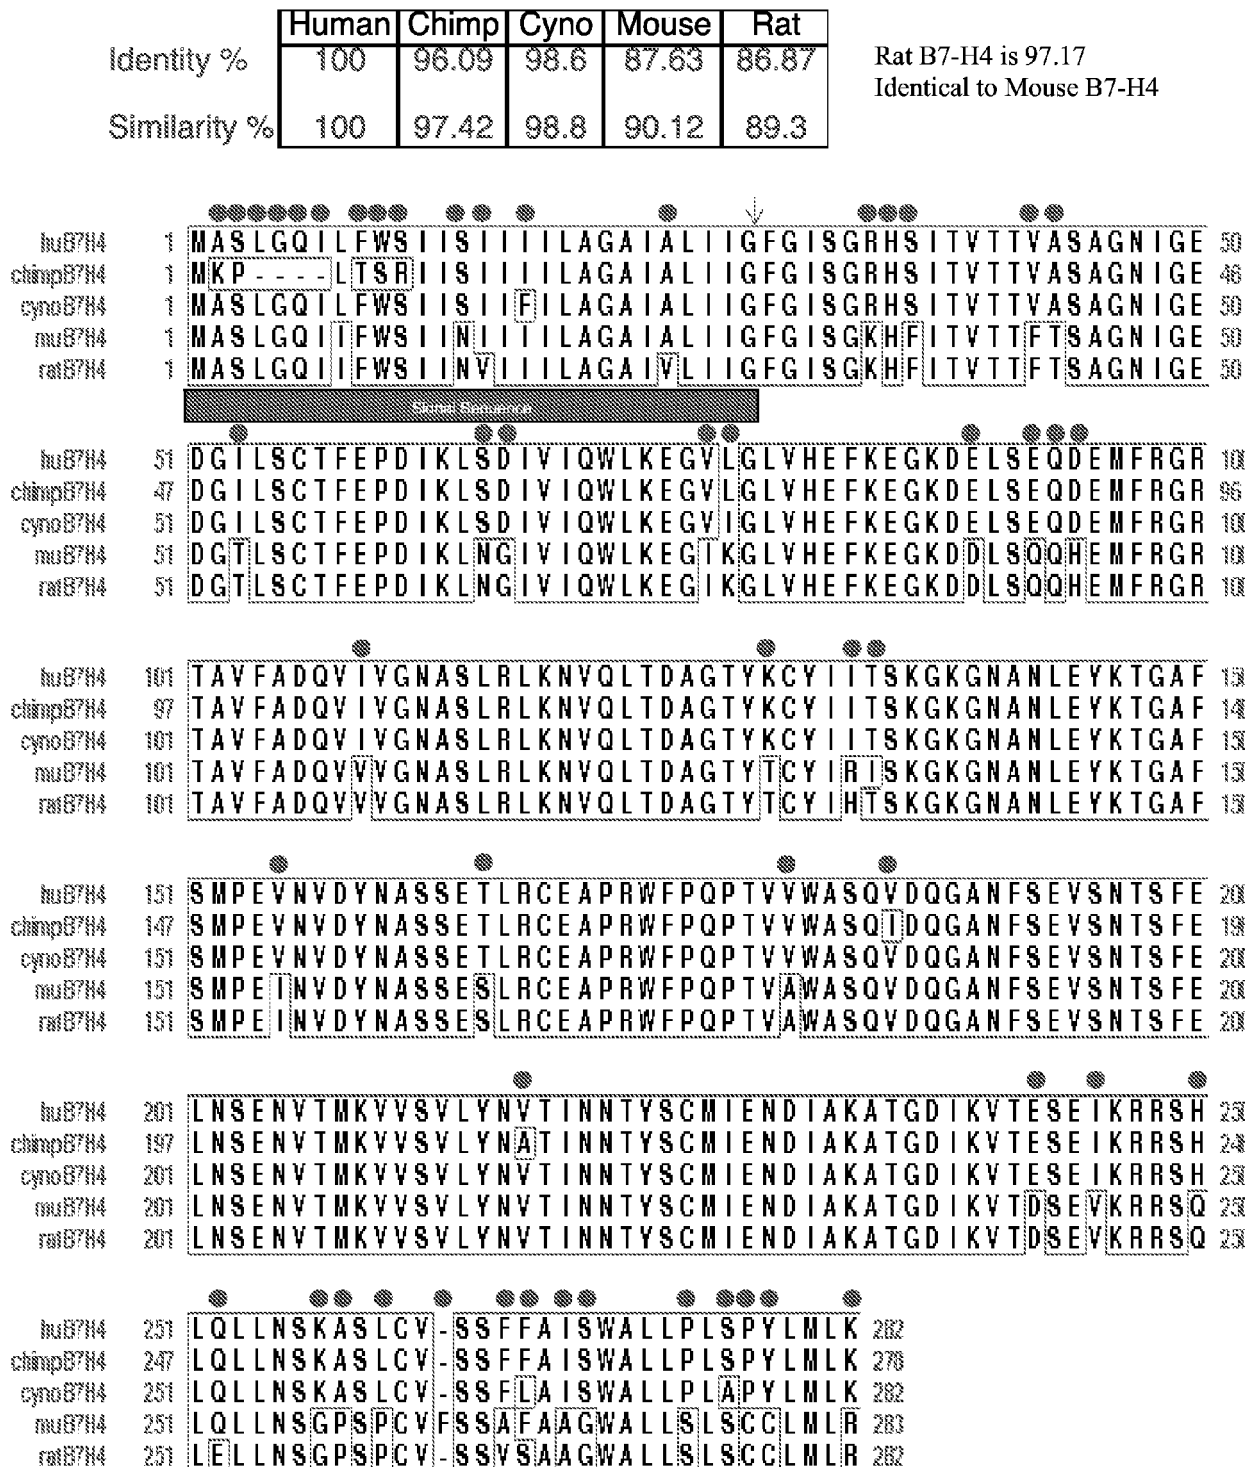 Human Chimp Cyno Mouse Rat
Identity % 100 96.09 98.6 87.63 86.87
Similarity % 100 97.42 98.8 90.12 89.3
Rat B7-H4 is 97.17
Identical to Mouse B7-H4
huB7H4 1 MASLGQILFWSIISIIIILAGAIALIIGFGISGRHSITVTTVASAGNIGE 50
chimpB7H4 1 MKP----LTSRIISIIIILAGAIALIIGFGISGRHSITVTTVASAGNIGE 46
cynoB7H4 1 MASLGQILFWSIISIIFILAGAIALIIGFGISGRHSITVTTVASAGNIGE 50
muB7H4 1 MASLGQIIFWSIINIIIILAGAIALIIGFGISGKHFITVTTFTSAGNIGE 50
ratB7H4 1 MASLGQIIFWSIINVIIILAGAIVLIIGFGISGKHFITVTTFTSAGNIGE 50
Signal Sequence
huB7H4 51 DGILSCTFEPDIKLSDIVIQWLKEGVLGLVHEFKEGKDELSEQDEMFRGR 100
chimpB7H4 47 DGILSCTFEPDIKLSDIVIQWLKEGVLGLVHEFKEGKDELSEQDEMFRGR 96
cynoB7H4 51 DGILSCTFEPDIKLSDIVIQWLKEGVIGLVHEFKEGKDELSEQDEMFRGR 100
muB7H4 51 DGTLSCTFEPDIKLNGIVIQWLKEGIKGLVHEFKEGKDDLSQQHEMFRGR 100
ratB7H4 51 DGTLSCTFEPDIKLNGIVIQWLKEGIKGLVHEFKEGKDDLSQQHEMFRGR 100
huB7H4 101 TAVFADQVIVGNASLRLKNVQLTDAGTYKCYIITSKGKGNANLEYKTGAF 150
chimpB7H4 97 TAVFADQVIVGNASLRLKNVQLTDAGTYKCYIITSKGKGNANLEYKTGAF 146
cynoB7H4 101 TAVFADQVIVGNASLRLKNVQLTDAGTYKCYIITSKGKGNANLEYKTGAF 150
muB7H4 101 TAVFADQVVVGNASLRLKNVQLTDAGTYTCYIRISKGKGNANLEYKTGAF 150
ratB7H4 101 TAVFADQVVVGNASLRLKNVQLTDAGTYTCYIHTSKGKGNANLEYKTGAF 150
huB7H4 151 SMPEVNVDYNASSETLRCEAPRWFPQPTVVWASQVDQGANFSEVSNTSFE 200
chimpB7H4 147 SMPEVNVDYNASSETLRCEAPRWFPQPTVVWASQIDQGANFSEVSNTSFE 196
cynoB7H4 151 SMPEVNVDYNASSETLRCEAPRWFPQPTVVWASQVDQGANFSEVSNTSFE 200
muB7H4 151 SMPEINVDYNASSESLRCEAPRWFPQPTVAWASQVDQGANFSEVSNTSFE 200
ratB7H4 151 SMPEINVDYNASSESLRCEAPRWFPQPTVAWASQVDQGANFSEVSNTSFE 200
huB7H4 201 LNSENVTMKVVSVLYNVTINNTYSCMIENDIAKATGDIKVTESEIKRRSH 250
chimpB7H4 197 LNSENVTMKVVSVLYNATINNTYSCMIENDIAKATGDIKVTESEIKRRSH 246
cynoB7H4 201 LNSENVTMKVVSVLYNVTINNTYSCMIENDIAKATGDIKVTESEIKRRSH 250
muB7H4 201 LNSENVTMKVVSVLYNVTINNTYSCMIENDIAKATGDIKVTDSEVKRRSQ 250
ratB7H4 201 LNSENVTMKVVSVLYNVTINNTYSCMIENDIAKATGDIKVTDSEVKRRSQ 250
huB7H4 251 LQLLNSKASLCV-SSFFAISWALLPLSPYLMLK 282
chimpB7H4 247 LQLLNSKASLCV-SSFFAISWALLPLSPYLMLK 278
cynoB7H4 251 LQLLNSKASLCV-SSFLAISWALLPLAPYLMLK 282
muB7H4 251 LQLLNSGPSPCVFSSAFAAGWALLSLSCCLMLR 283
ratB7H4 251 LELLNSGPSPCV-SSVSAAGWALLSLSCCLMLR 282